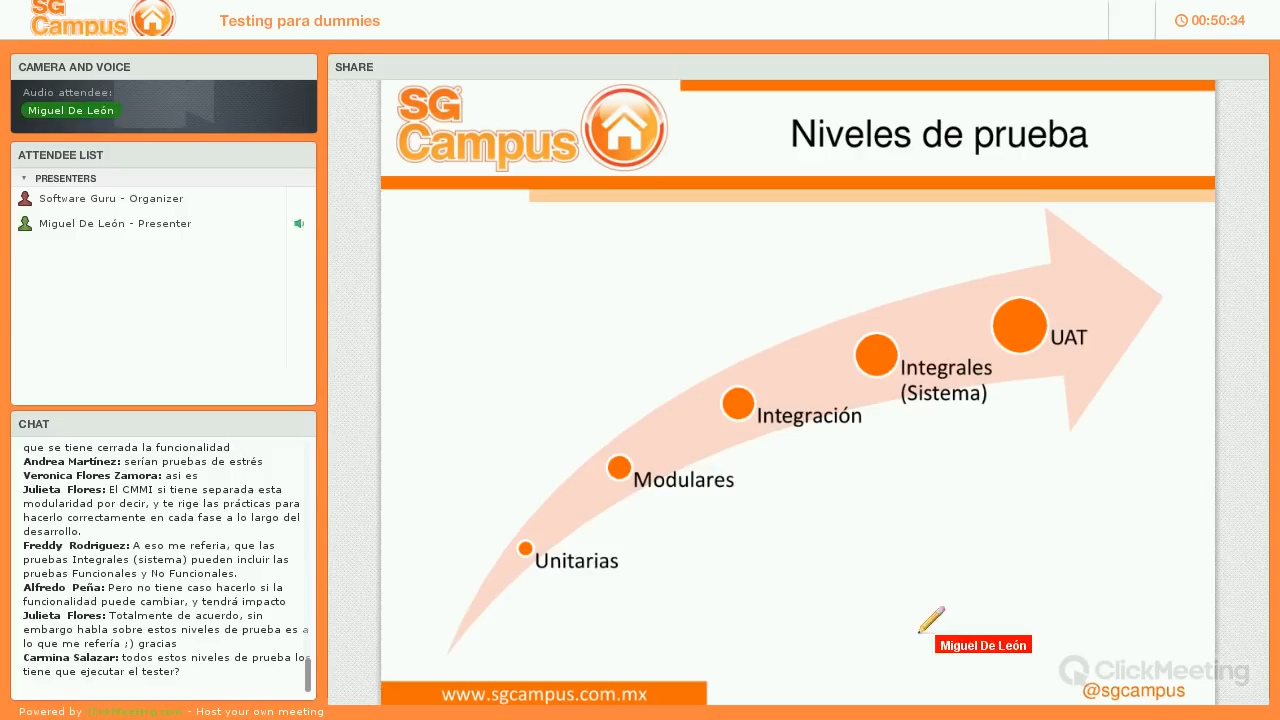 SG
Campus
Testing para dummies
00:50:34
CAMERA AND VOICE
Audio attendee:
Miguel De León
ATTENDEE LIST
PRESENTERS
Software Guru - Organizer
Miguel De León - Presenter
CHAT
que se tiene cerrada la funcionalidad
Andrea Martínez: serían pruebas de estrés
Veronica Flores Zamora: asi es
Julieta Flores: El CMMI si tiene separada esta
modularidad por decir, y te rige las prácticas para
hacerlo correctamente en cada fase a lo largo del
desarrollo.
Freddy Rodriguez: A eso me referia, que las
pruebas Integrales (sistema) pueden incluir las
pruebas Funcionales y No Funcionales.
Alfredo Peña: Pero no tiene caso hacerlo si la
funcionalidad puede cambiar, y tendrá impacto
Julieta Flores: Totalmente de acuerdo, sin
embargo habla sobre estos niveles de prueba es a
lo que me refería ;) gracias
Carmina Salazar: todos estos niveles de prueba los
tiene que ejecutar el tester?
Powered by ClickMeeting.com - Host your own meeting
SHARE
SG
Campus
Niveles de prueba
UAT
Integrales
(Sistema)
Integración
Modulares
Unitarias
Miguel De León
ClickMeeting
www.sgcampus.com.mx
@sgcampus